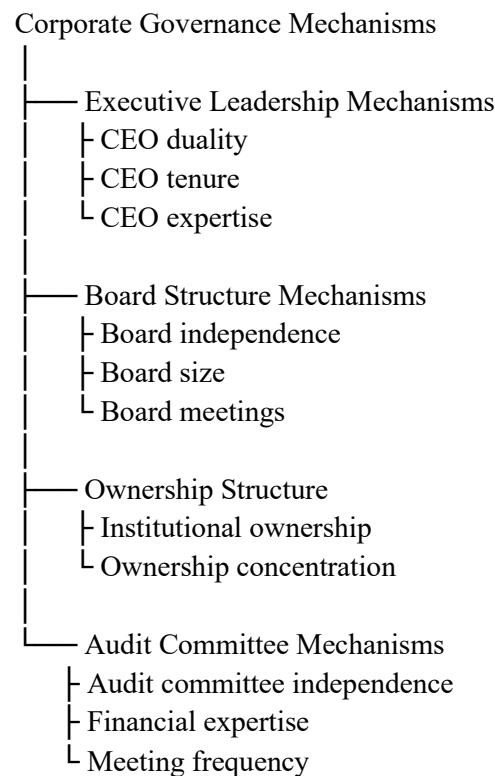 Corporate Governance Mechanisms
Executive Leadership Mechanisms
CEO duality
CEO tenure
CEO expertise
Board Structure Mechanisms
Board independence
Board size
Board meetings
Ownership Structure
Institutional ownership
Ownership concentration
Audit Committee Mechanisms
Audit committee independence
Financial expertise
Meeting frequency